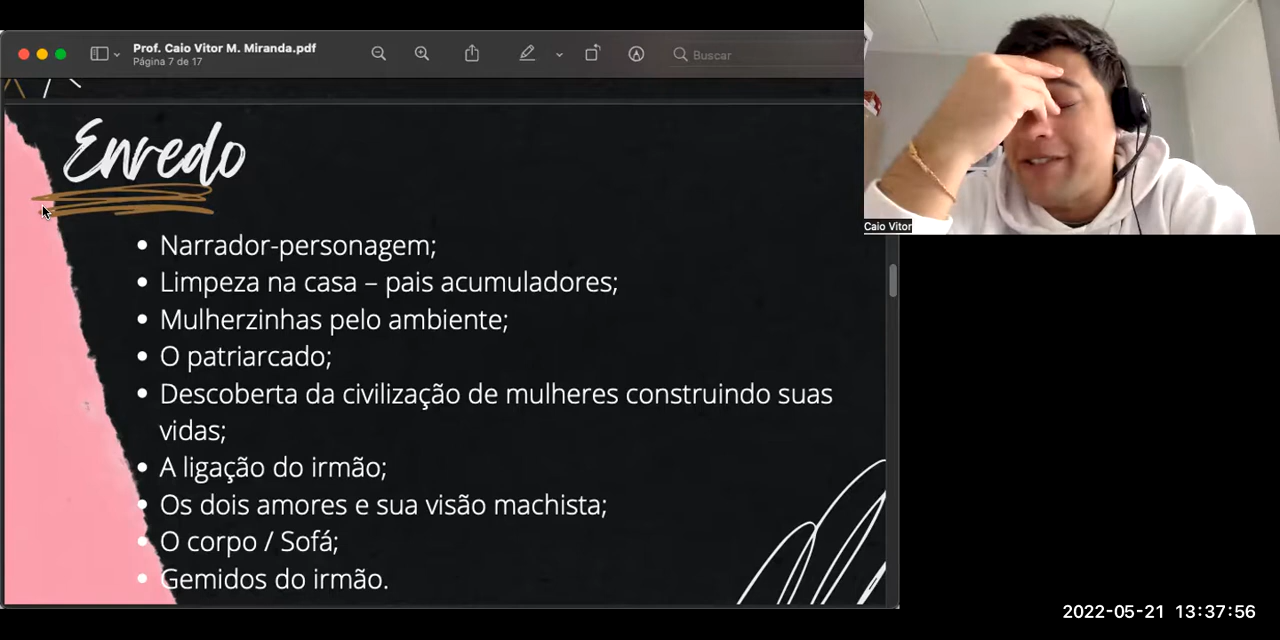 Prof. Caio Vitor M. Miranda.pdf
Página 7 de 17
Buscar
Enredo
• Narrador-personagem;
• Limpeza na casa – pais acumuladores;
• Mulherzinhas pelo ambiente;
• O patriarcado;
• Descoberta da civilização de mulheres construindo suas
vidas;
• A ligação do irmão;
• Os dois amores e sua visão machista;
• O corpo / Sofá;
• Gemidos do irmão.
Caio Vitor
2022-05-21 13:37:56